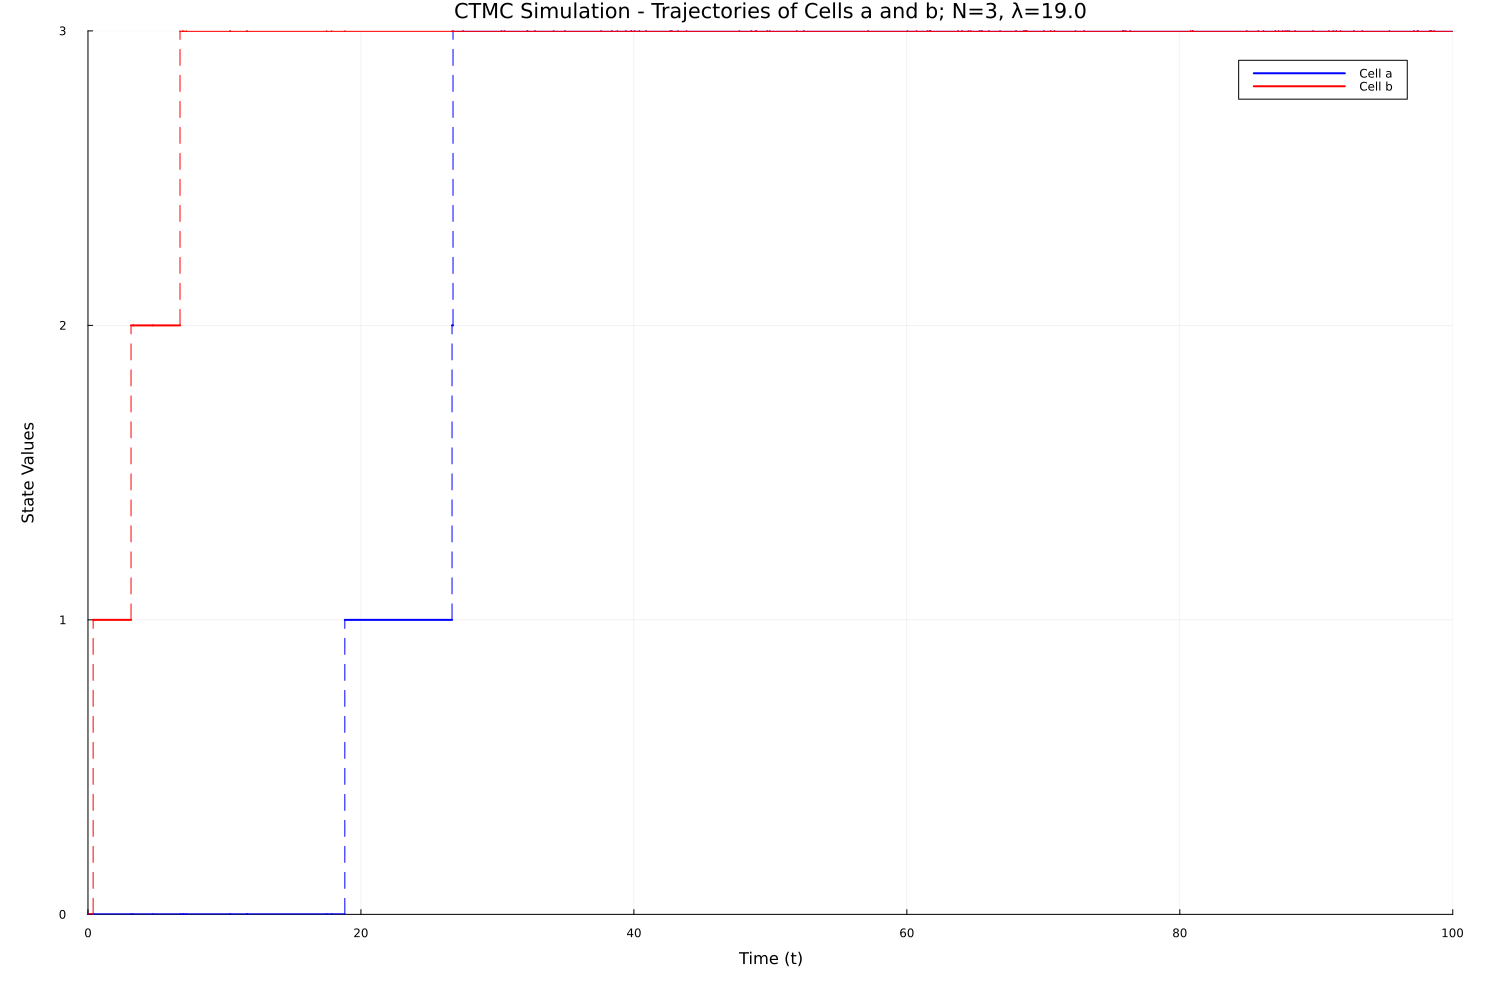 CTMC Simulation - Trajectories of Cells a and b; N=3, λ=19.0
3
Cell a
Cell b
2
State Values
1
0
0 20 40 60 80 100
Time (t)